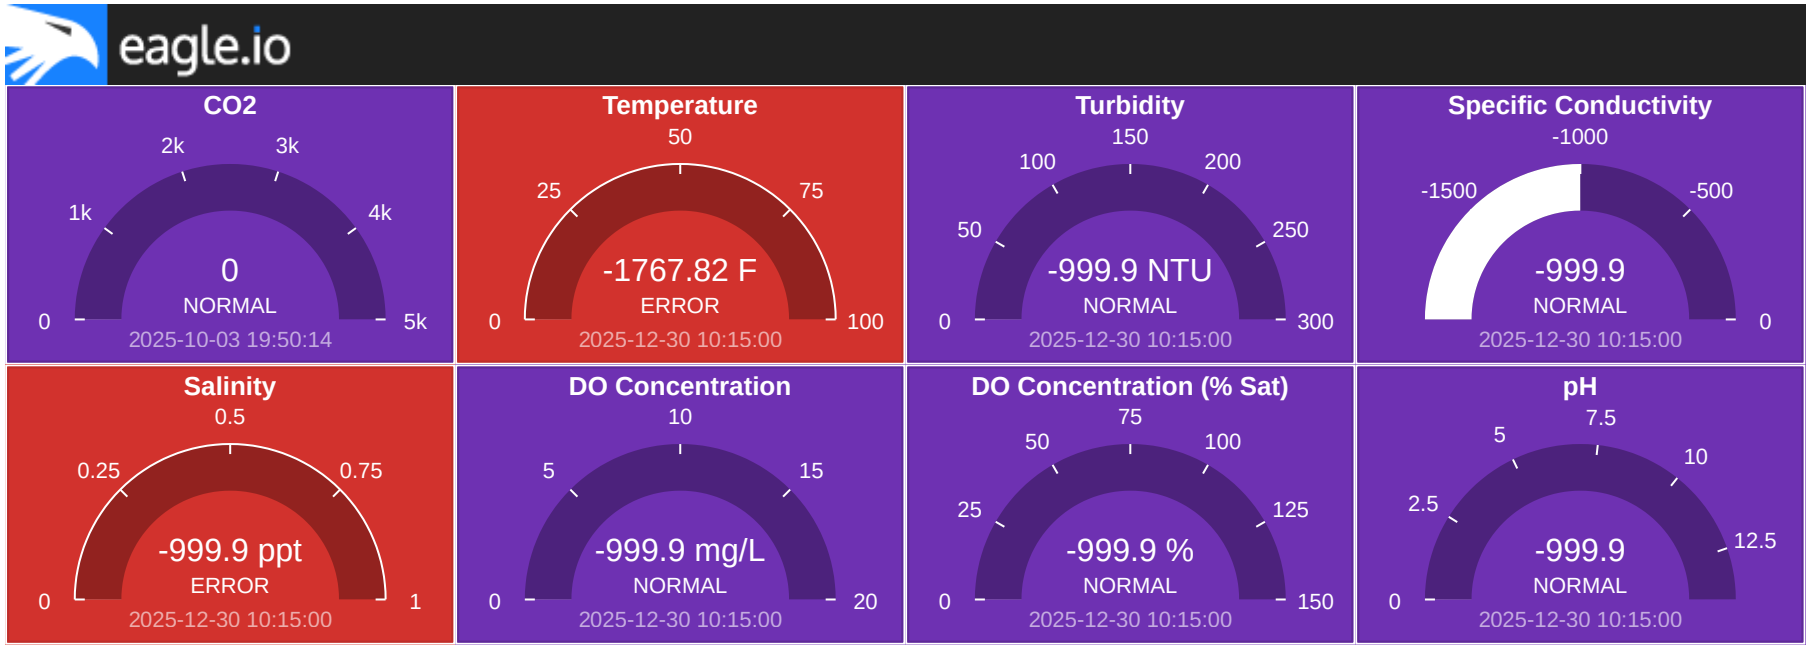 eagle.io
CO2
2k
3k
1k
4k
0
NORMAL
0
5k
2025-10-03 19:50:14
Temperature
50
25
75
-1767.82 F
ERROR
0
100
2025-12-30 10:15:00
Turbidity
150
100
200
50
250
-999.9 NTU
NORMAL
0
300
2025-12-30 10:15:00
Specific Conductivity
-1000
-1500
-500
-999.9
NORMAL
0
2025-12-30 10:15:00
Salinity
0.5
0.25
0.75
-999.9 ppt
ERROR
0
1
2025-12-30 10:15:00
DO Concentration
10
5
15
-999.9 mg/L
NORMAL
0
20
2025-12-30 10:15:00
DO Concentration (% Sat)
75
50
100
25
125
-999.9 %
NORMAL
0
150
2025-12-30 10:15:00
pH
7.5
5
10
2.5
12.5
-999.9
NORMAL
0
2025-12-30 10:15:00